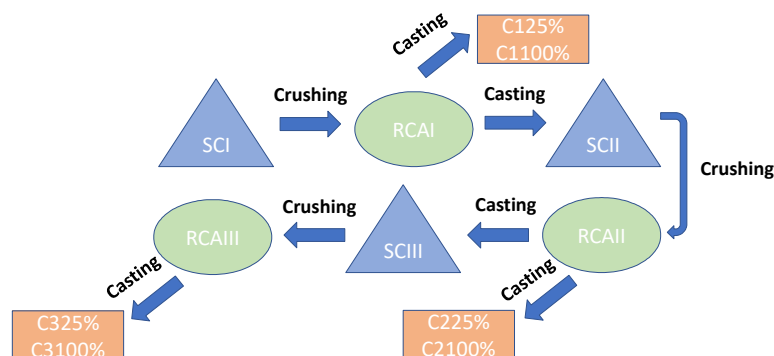 Casting
C125%
C1100%
Crushing
Casting
SCI
RCAI
SCII
Crushing
Crushing
Casting
RCAIII
SCIII
RCAII
Casting
Casting
C325%
C3100%
C225%
C2100%